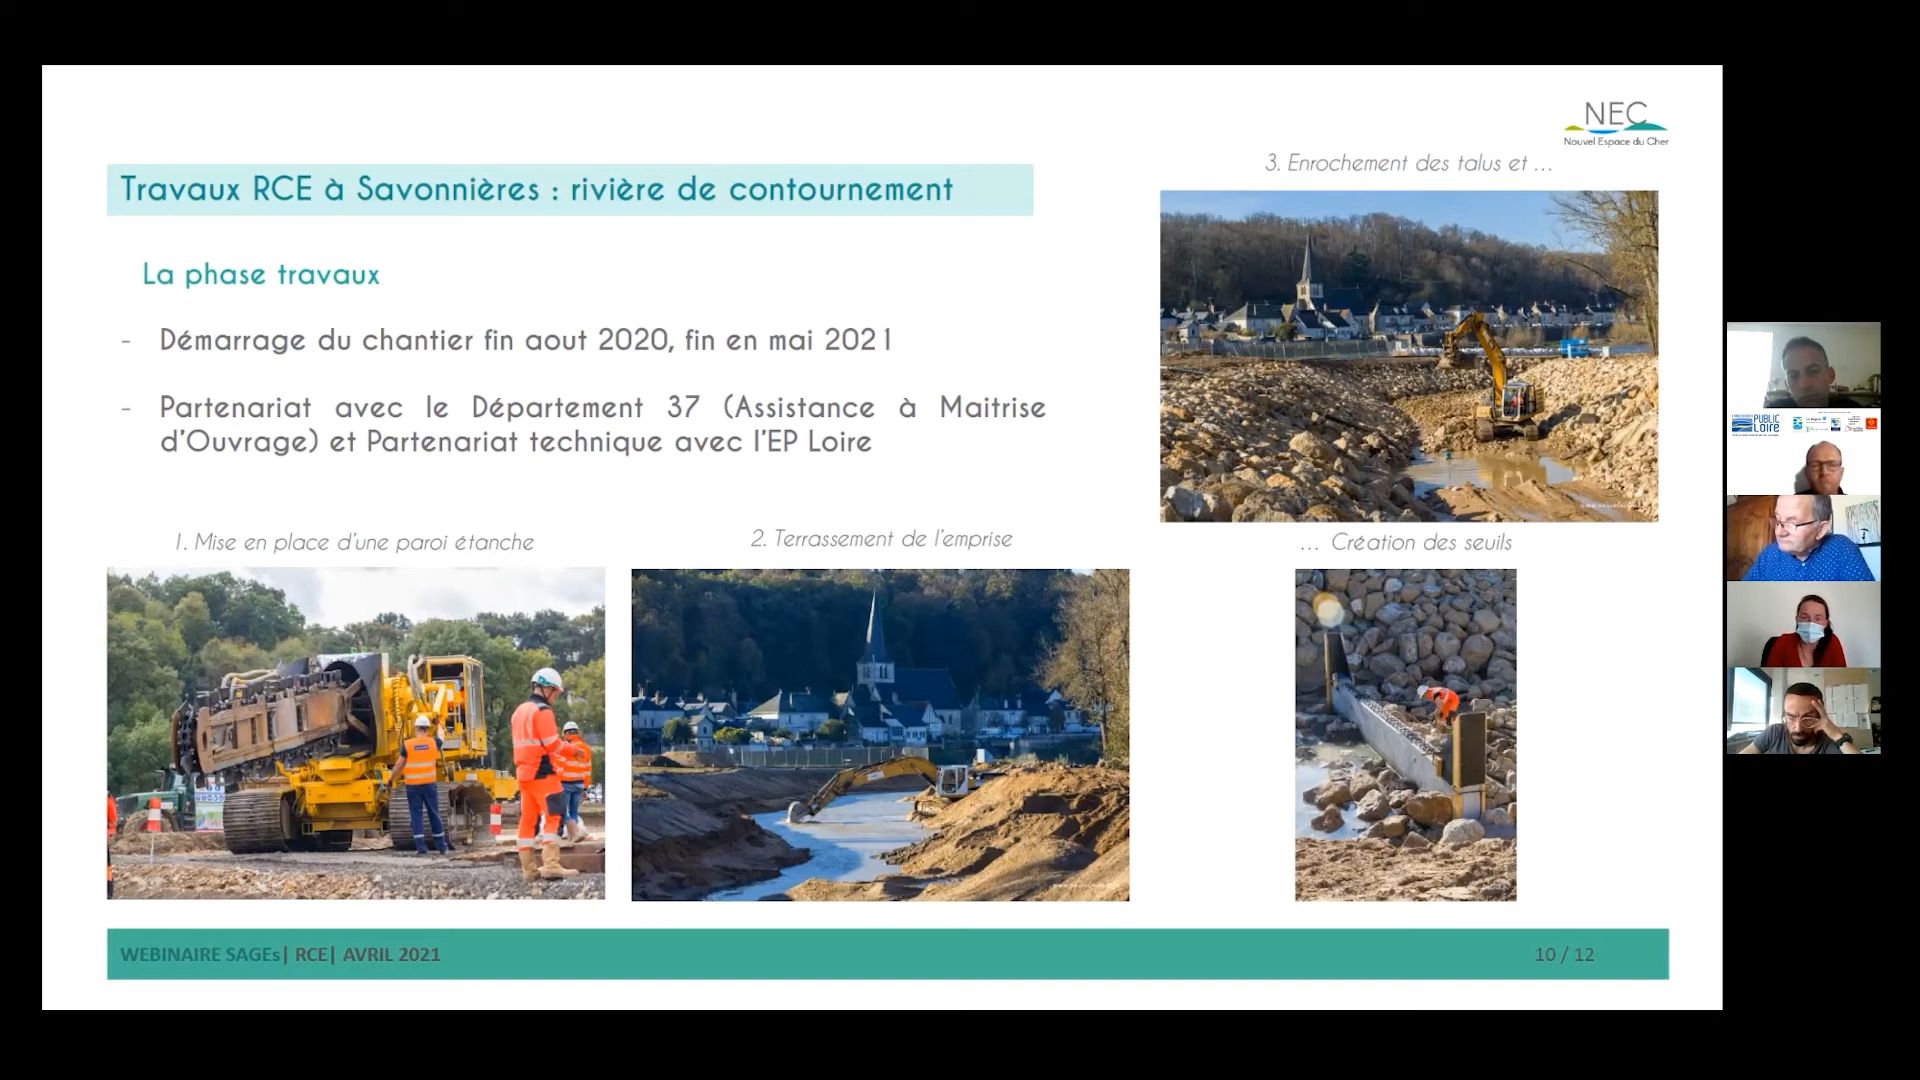 NEC
Nouvel Espace du Cher
Travaux RCE à Savonnières : rivière de contournement
La phase travaux
- Démarrage du chantier fin aout 2020, fin en mai 2021
- Partenariat avec le Département 37 (Assistance à Maitrise
d'Ouvrage) et Partenariat technique avec l'EP Loire
1. Mise en place d'une paroi étanche
2. Terrassement de l'emprise
3. Enrochement des talus et ...
... Création des seuils
WEBINAIRE SAGEs| RCE| AVRIL 2021
10 / 12
PUBLIC
LOIRE